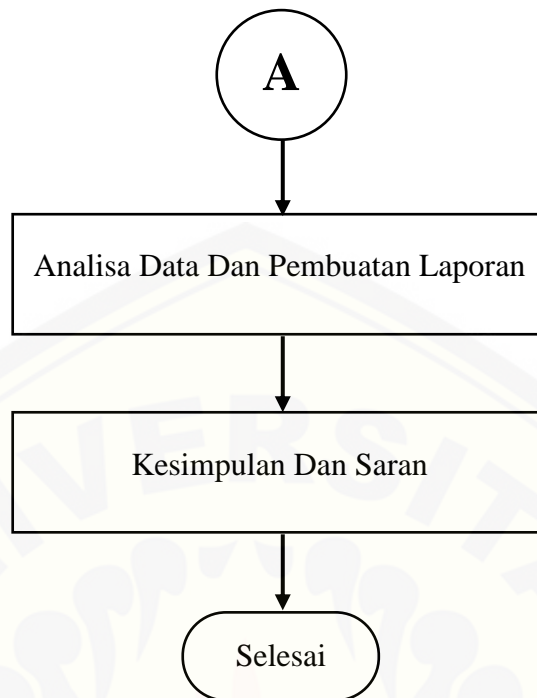 A
Analisa Data Dan Pembuatan Laporan
Kesimpulan Dan Saran
Selesai